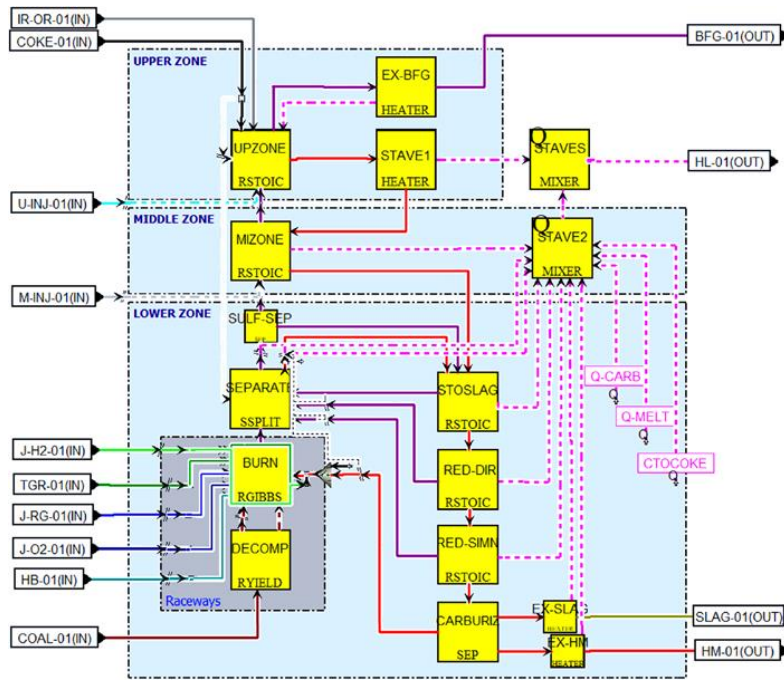 IR-OR-01(IN)
COKE-01(IN)
BFG-01(OUT)
UPPER ZONE
EX-BFG
HEATER
UPZONE
RSTOIC
STAVE1
HEATER
Q
STAVES
MIXER
HL-01(OUT)
U-INJ-01(IN)
MIDDLE ZONE
MIZONE
RSTOIC
Q
STAVE2
MIXER
M-INJ-01(IN)
LOWER ZONE
SULF-SEP
SEPARATE
SSPLIT
STOSLAG
RSTOIC
Q-CARB
Q
Q-MELT
Q
CTOCOKE
Q
J-H2-01(IN)
TGR-01(IN)
J-RG-01(IN)
J-O2-01(IN)
HB-01(IN)
BURN
RGIBBS
RED-DIR
RSTOIC
DECOMP
RYIELD
RED-SIMN
RSTOIC
Raceways
COAL-01(IN)
CARBURIZ
SEP
EX-SLAG
HEATER
SLAG-01(OUT)
EX-HM
HEATER
HM-01(OUT)